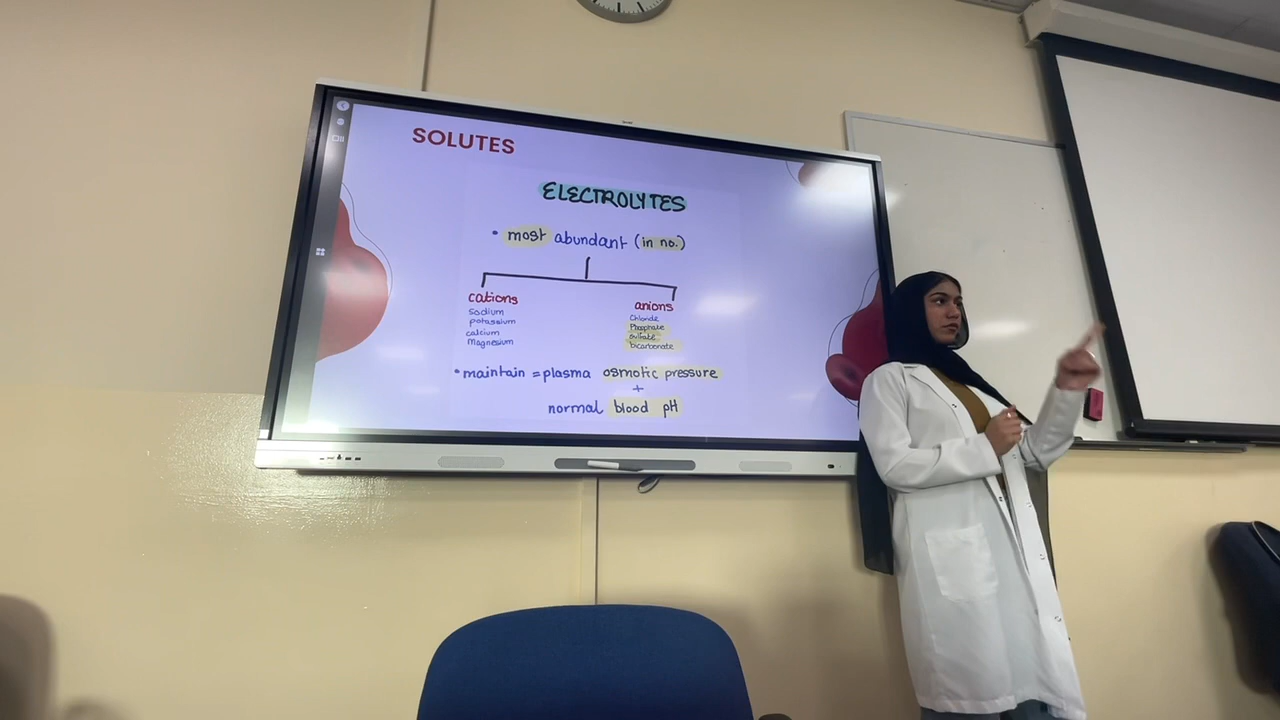 SOLUTES
ELECTROLYTES
• most abundant (in no.)
cations
sodium
potassium
calcium
Magnesium
anions
Chloride
Phosphate
sulfate
bicarbonate
• maintain = plasma osmotic pressure
+
normal blood pH